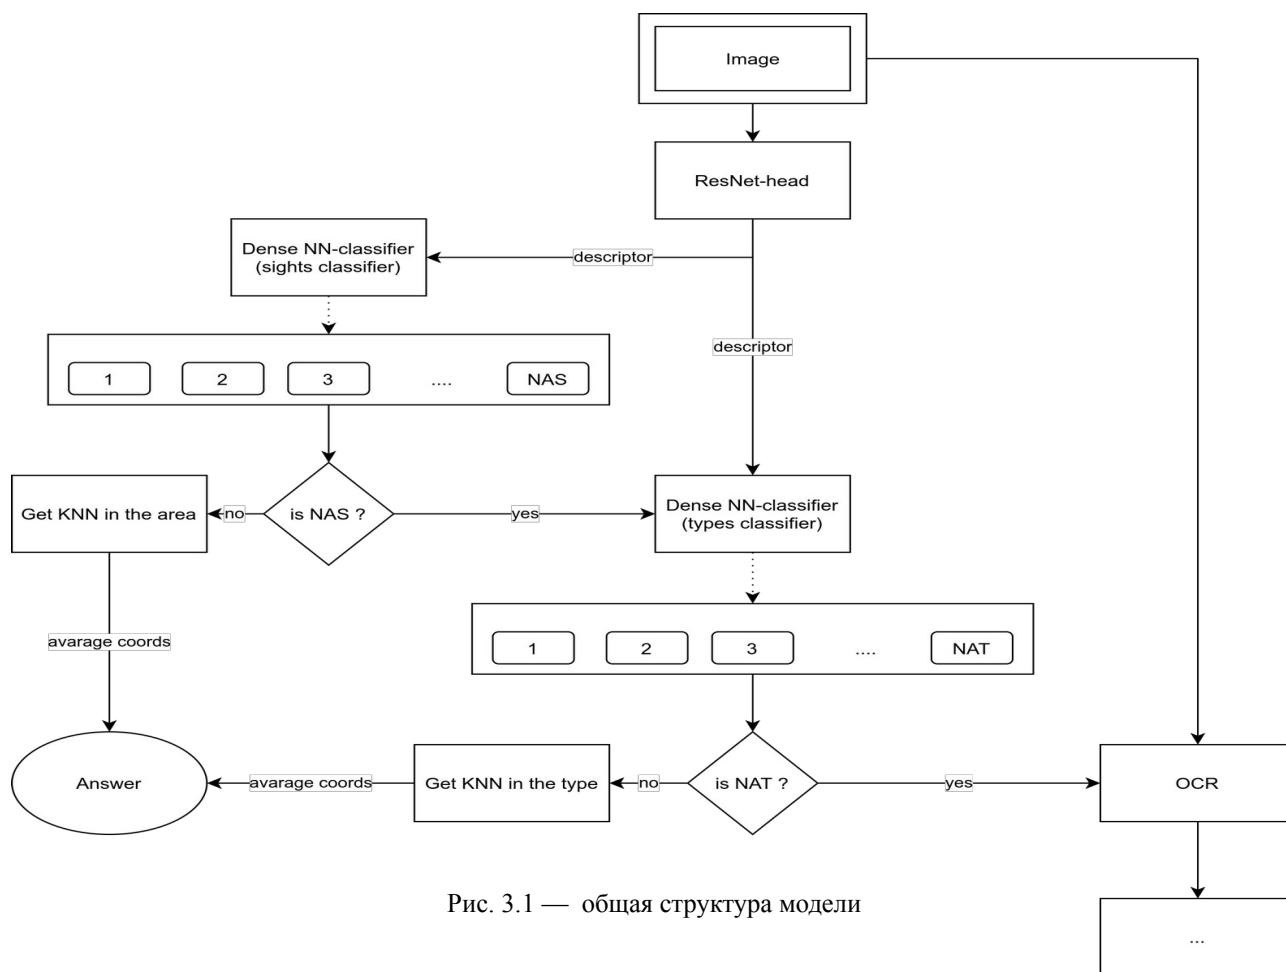 Image
ResNet-head
Dense NN-classifier
(sights classifier)
descriptor
descriptor
1 2 3 .... NAS
Get KNN in the area
no
is NAS ?
yes
Dense NN-classifier
(types classifier)
avarage coords
1 2 3 .... NAT
Answer
avarage coords
Get KNN in the type
no
is NAT ?
yes
OCR
Рис. 3.1 — общая структура модели
...